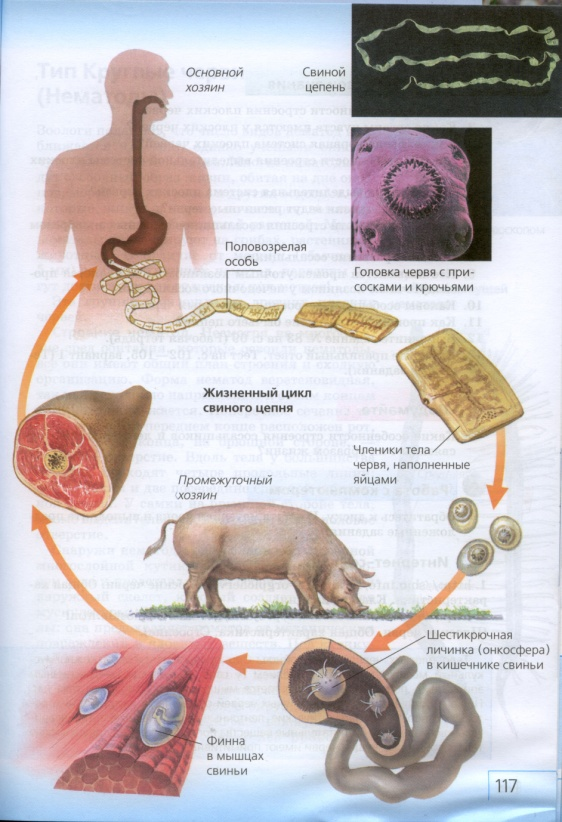 Основной
хозяин
Свиной
цепень
Половозрелая
особь
Головка червя с при-
сосками и крючьями
Жизненный цикл
свиного цепня
Членики тела
червя, наполненные
яйцами
Промежуточный
хозяин
Шестикрючная
личинка (онкосфера)
в кишечнике свиньи
Финна
в мышцах
свиньи
117